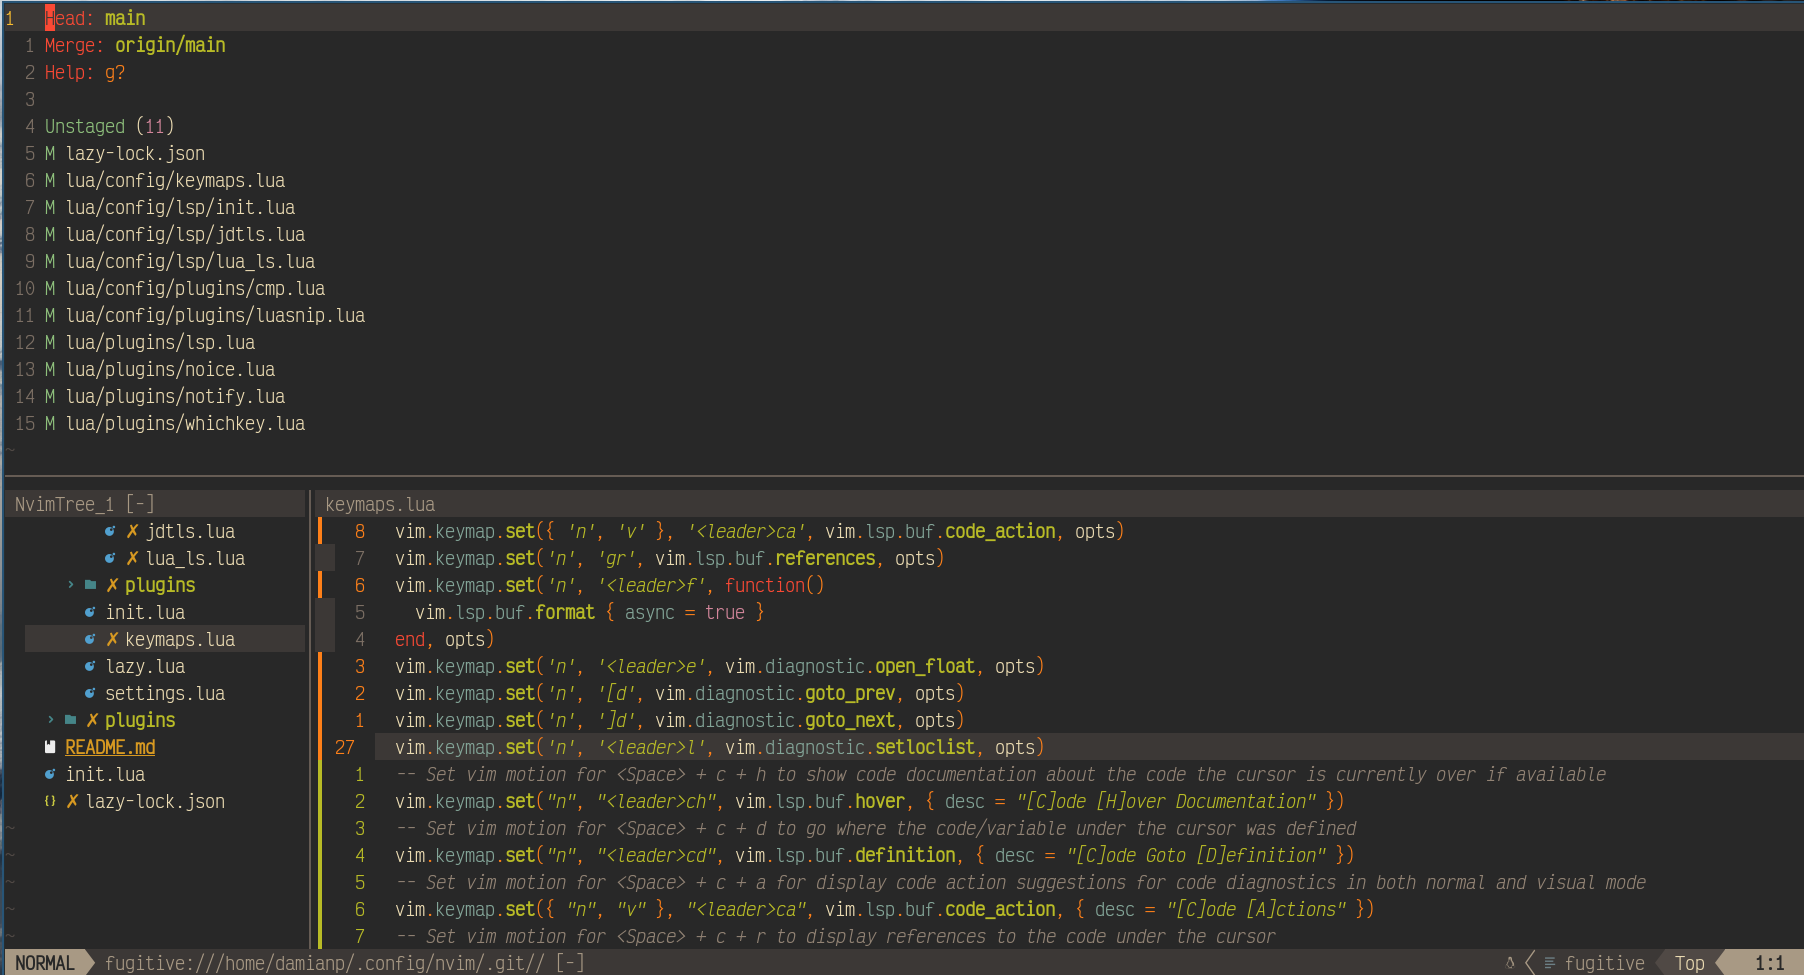 1 Head: main
1 Merge: origin/main
2 Help: g?
3
4 Unstaged (11)
5 M lazy-lock.json
6 M lua/config/keymaps.lua
7 M lua/config/lsp/init.lua
8 M lua/config/lsp/jdtls.lua
9 M lua/config/lsp/lua_ls.lua
10 M lua/config/plugins/cmp.lua
11 M lua/config/plugins/luasnip.lua
12 M lua/plugins/lsp.lua
13 M lua/plugins/noice.lua
14 M lua/plugins/notify.lua
15 M lua/plugins/whichkey.lua
~
NvimTree_1 [-]
✗ jdtls.lua
✗ lua_ls.lua
› ✗ plugins
init.lua
✗ keymaps.lua
lazy.lua
settings.lua
› ✗ plugins
README.md
init.lua
{} ✗ lazy-lock.json
~
~
~
~
~
keymaps.lua
8 vim.keymap.set({ 'n', 'v' }, '<leader>ca', vim.lsp.buf.code_action, opts)
7 vim.keymap.set('n', 'gr', vim.lsp.buf.references, opts)
6 vim.keymap.set('n', '<leader>f', function()
5 vim.lsp.buf.format { async = true }
4 end, opts)
3 vim.keymap.set('n', '<leader>e', vim.diagnostic.open_float, opts)
2 vim.keymap.set('n', '[d', vim.diagnostic.goto_prev, opts)
1 vim.keymap.set('n', ']d', vim.diagnostic.goto_next, opts)
27 vim.keymap.set('n', '<leader>l', vim.diagnostic.setloclist, opts)
1 -- Set vim motion for <Space> + c + h to show code documentation about the code the cursor is currently over if available
2 vim.keymap.set("n", "<leader>ch", vim.lsp.buf.hover, { desc = "[C]ode [H]over Documentation" })
3 -- Set vim motion for <Space> + c + d to go where the code/variable under the cursor was defined
4 vim.keymap.set("n", "<leader>cd", vim.lsp.buf.definition, { desc = "[C]ode Goto [D]efinition" })
5 -- Set vim motion for <Space> + c + a for display code action suggestions for code diagnostics in both normal and visual mode
6 vim.keymap.set({ "n", "v" }, "<leader>ca", vim.lsp.buf.code_action, { desc = "[C]ode [A]ctions" })
7 -- Set vim motion for <Space> + c + r to display references to the code under the cursor
NORMAL fugitive:///home/damianp/.config/nvim/.git// [-] fugitive Top 1:1